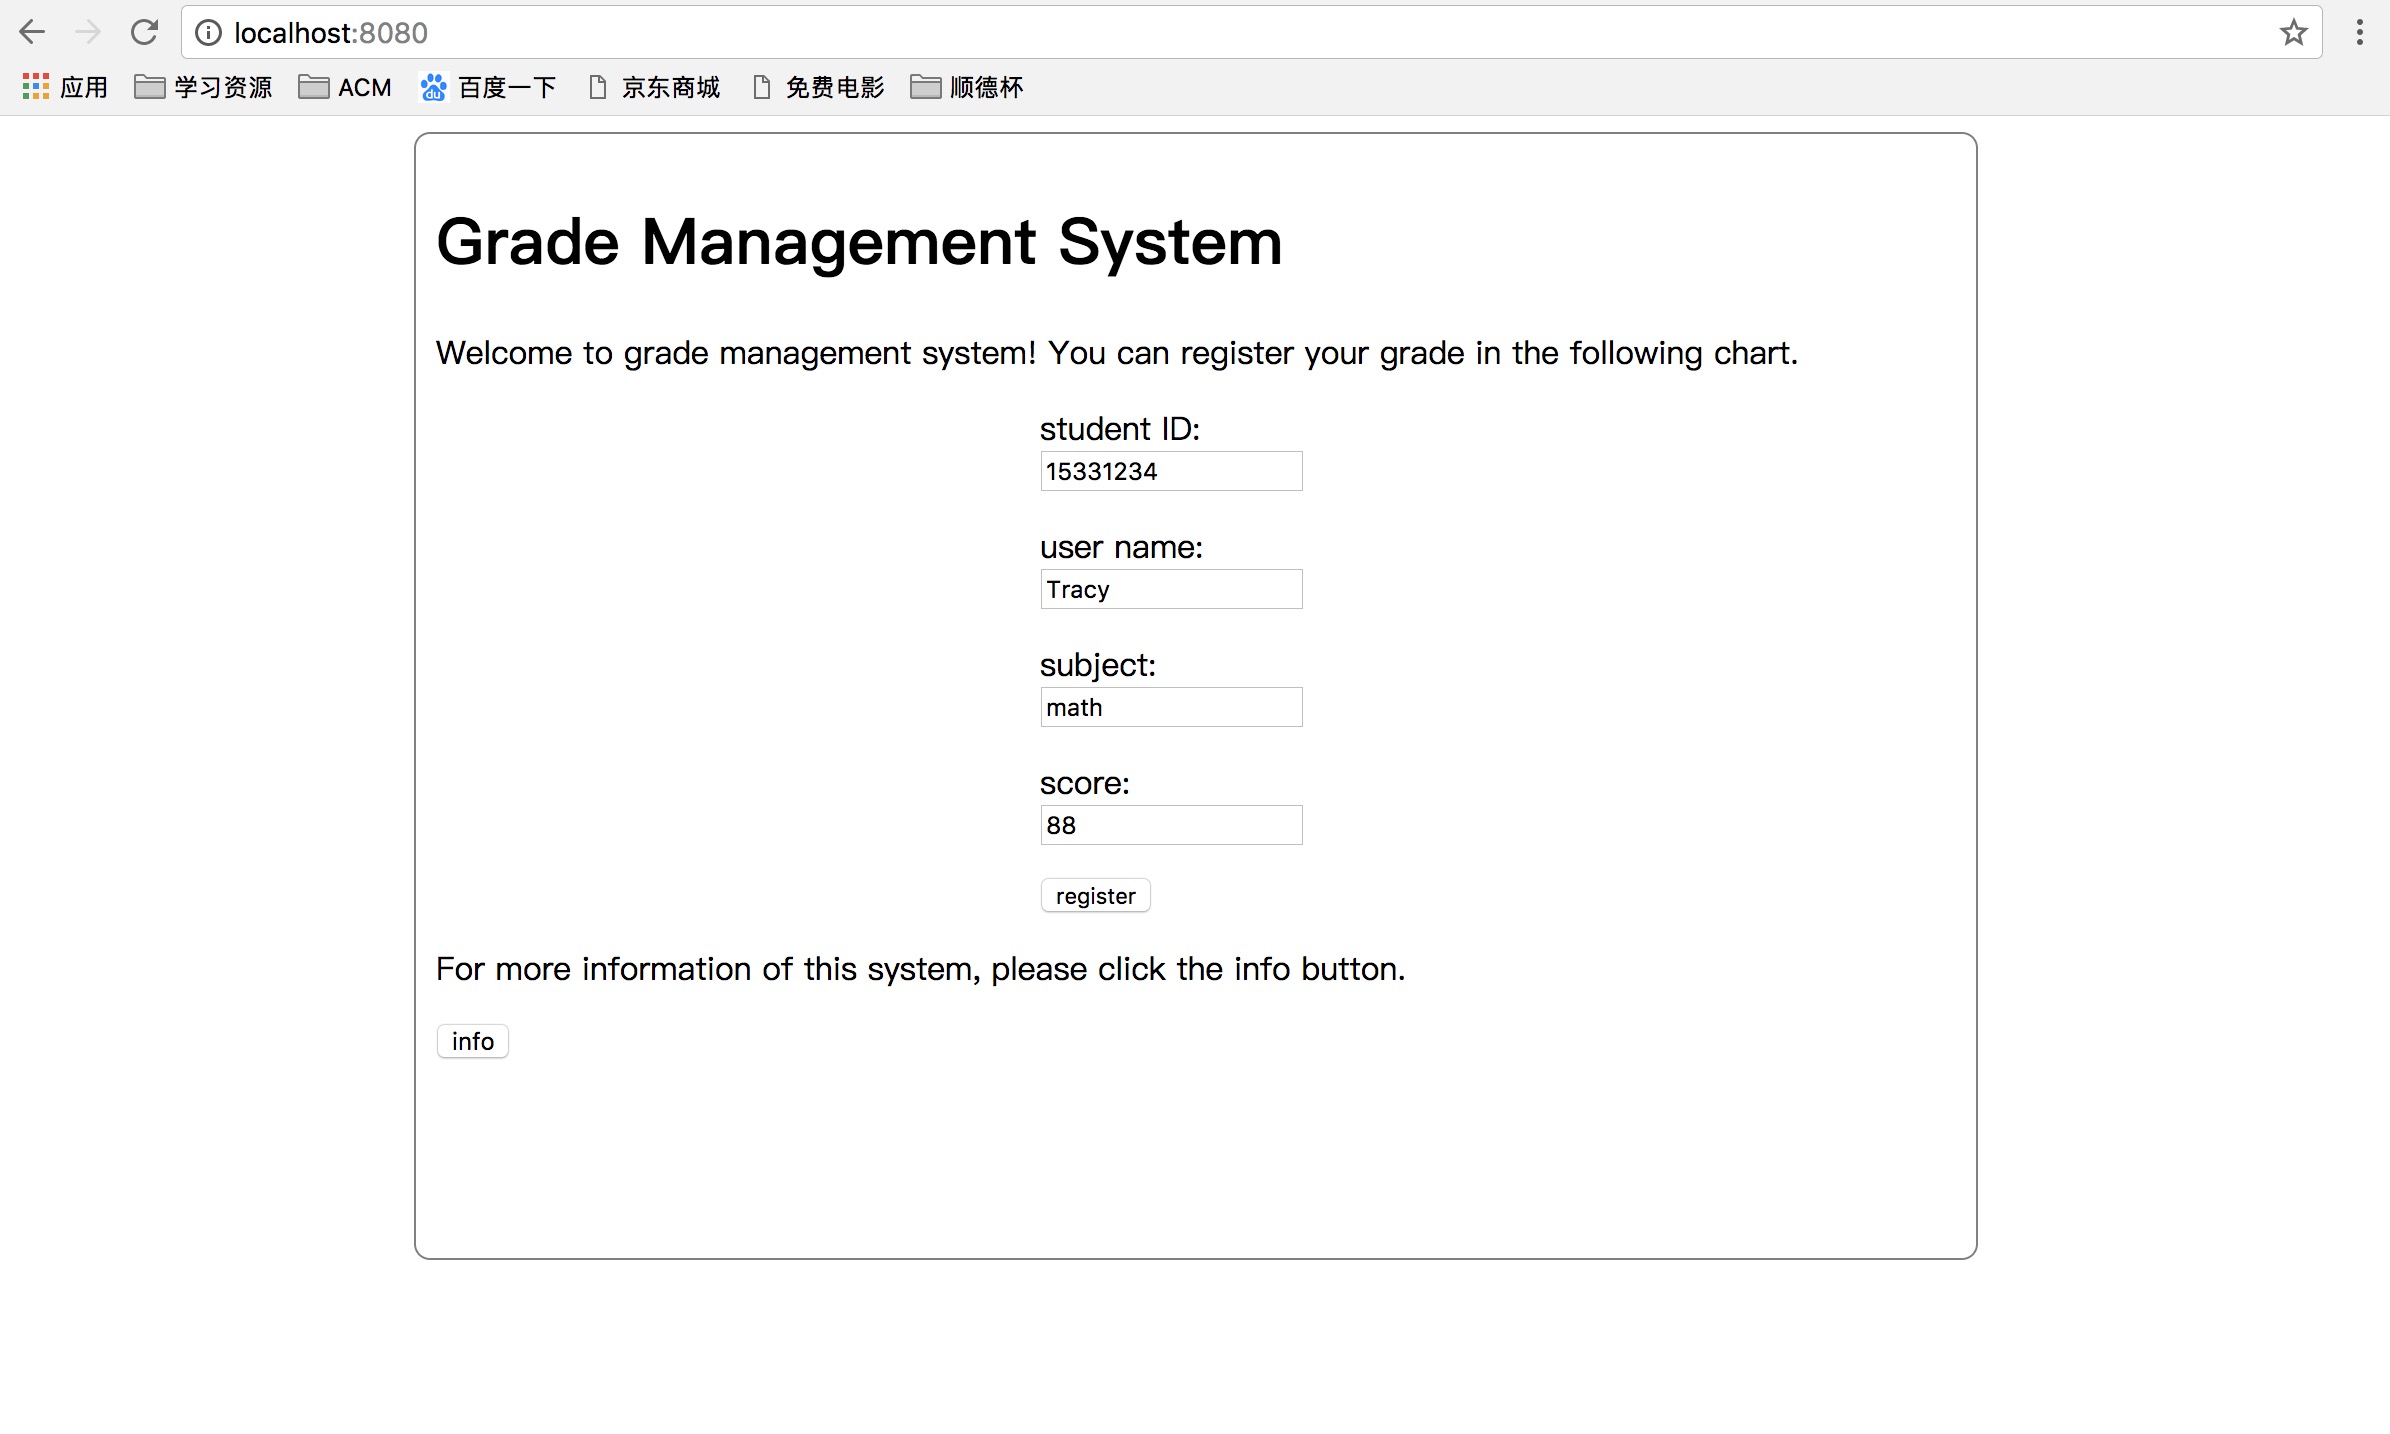 localhost:8080
应用 学习资源 ACM du 百度一下 京东商城 免费电影 顺德杯
Grade Management System
Welcome to grade management system! You can register your grade in the following chart.
student ID:
15331234
user name:
Tracy
subject:
math
score:
88
register
For more information of this system, please click the info button.
info